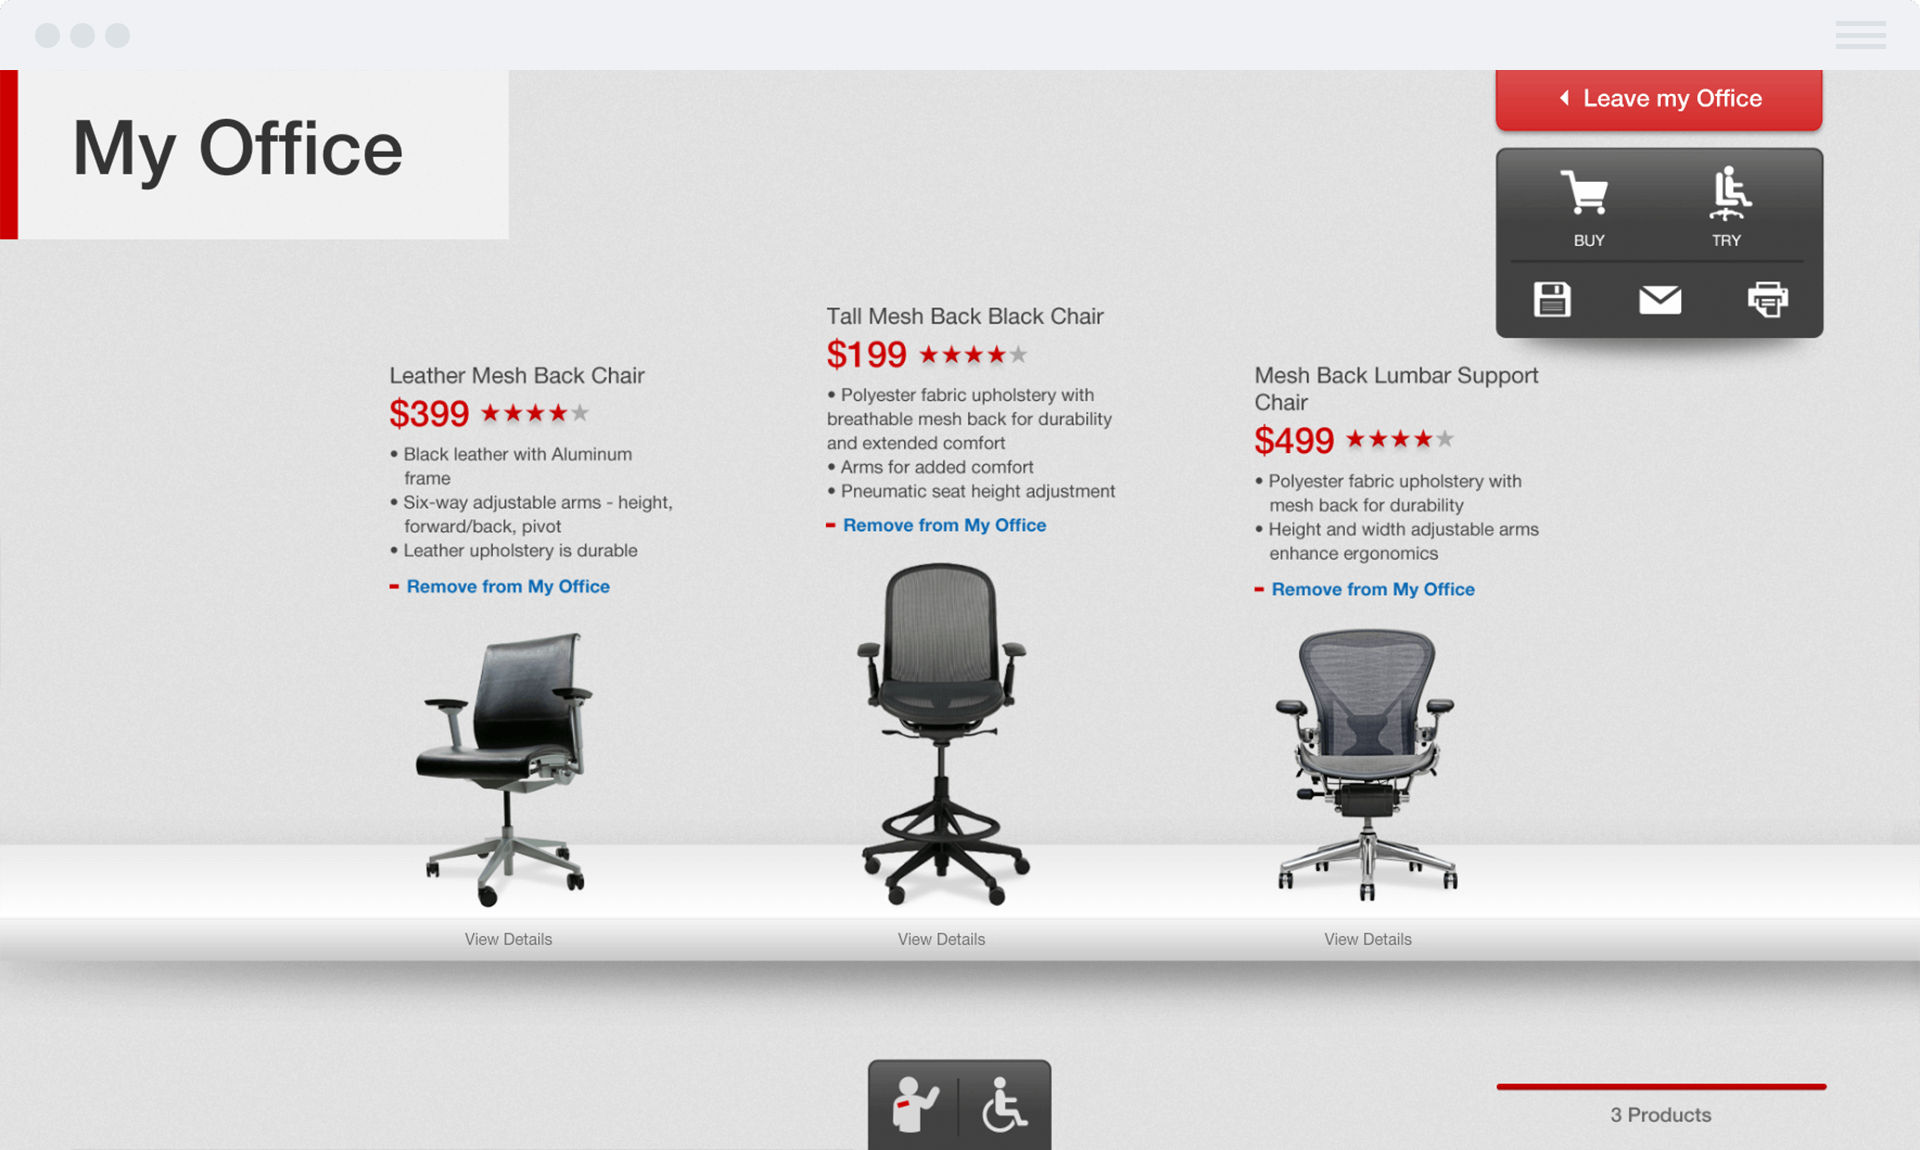 My Office
Leave my Office
BUY
TRY
Leather Mesh Back Chair
$399
• Black leather with Aluminum
frame
• Six-way adjustable arms - height,
forward/back, pivot
• Leather upholstery is durable
Remove from My Office
Tall Mesh Back Black Chair
$199
• Polyester fabric upholstery with
breathable mesh back for durability
and extended comfort
• Arms for added comfort
• Pneumatic seat height adjustment
Remove from My Office
Mesh Back Lumbar Support
Chair
$499
• Polyester fabric upholstery with
mesh back for durability
• Height and width adjustable arms
enhance ergonomics
Remove from My Office
View Details
View Details
View Details
3 Products